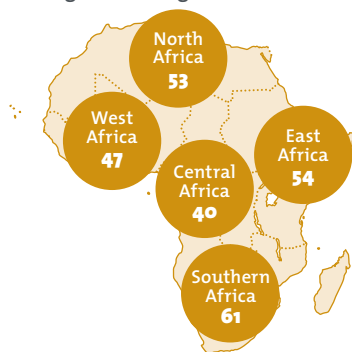 North
Africa
53
West
Africa
47
East
Africa
54
Central
Africa
40
Southern
Africa
61